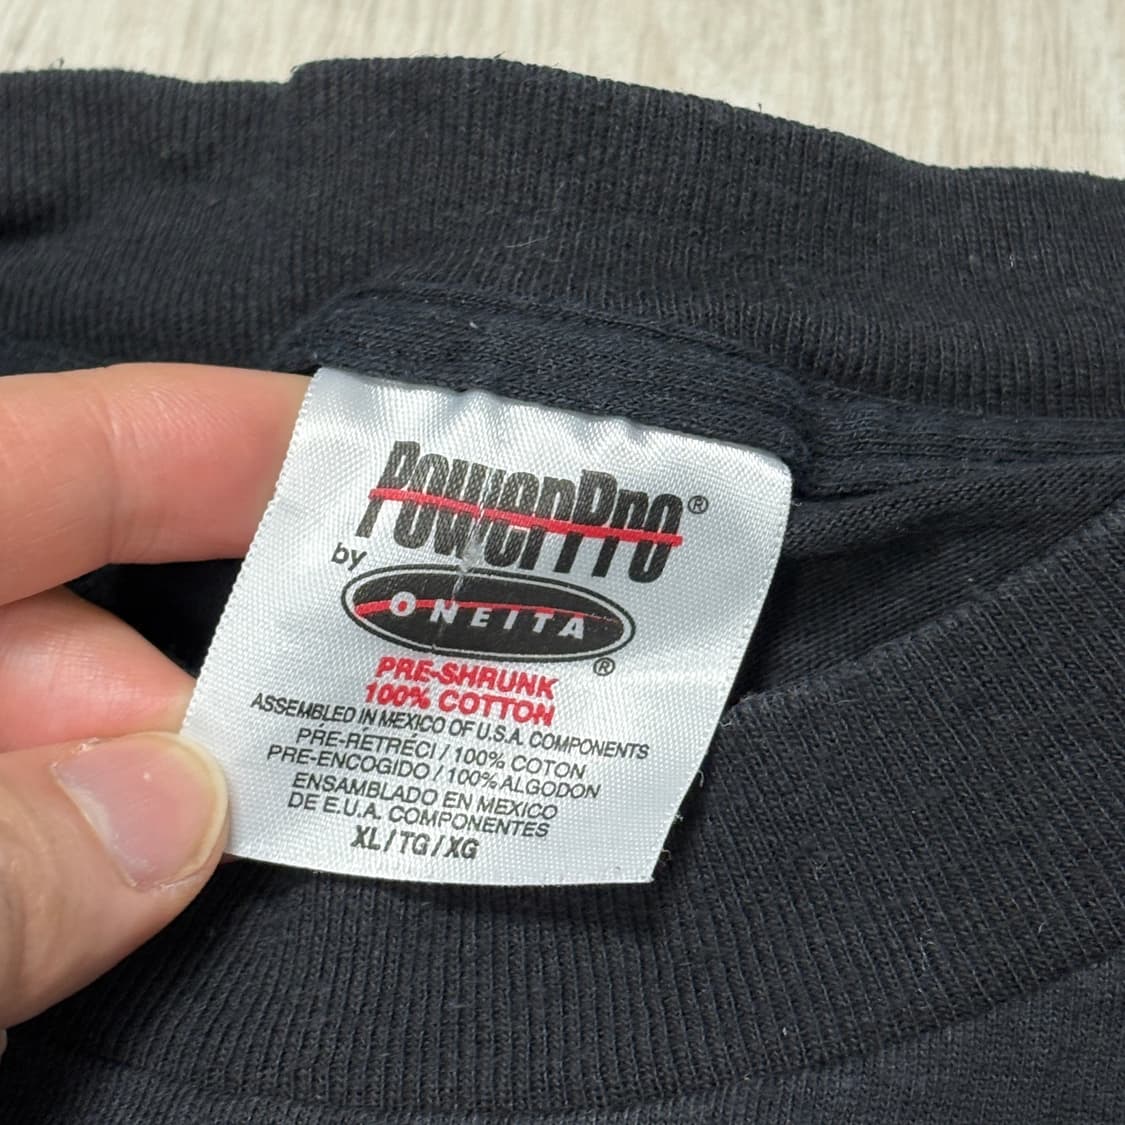 PowerPro®
by
ONEITA®
PRE-SHRUNK
100% COTTON
ASSEMBLED IN MEXICO OF U.S.A. COMPONENTS
PRE-RÉTRÉCI / 100% COTON
PRE-ENCOGIDO / 100% ALGODON
ENSAMBLADO EN MEXICO
DE E.U.A. COMPONENTES
XL / TG / XG